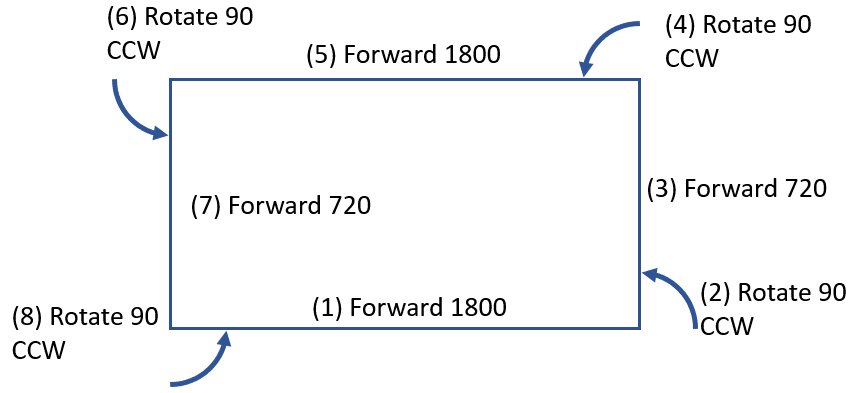 (6) Rotate 90
CCW
(5) Forward 1800
(4) Rotate 90
CCW
(7) Forward 720
(3) Forward 720
(1) Forward 1800
(2) Rotate 90
CCW
(8) Rotate 90
CCW